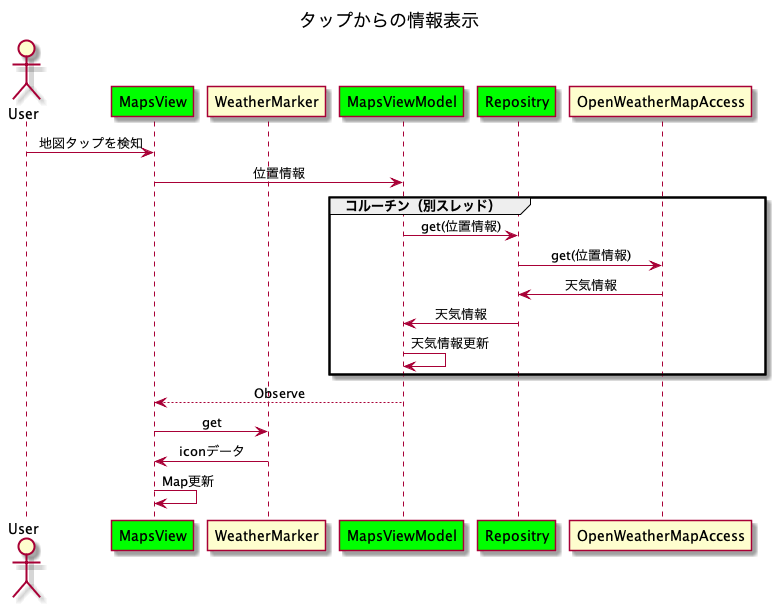 タップからの情報表示
User
MapsView
WeatherMarker
MapsViewModel
Repositry
OpenWeatherMapAccess
地図タップを検知
位置情報
コルーチン（別スレッド）
get(位置情報)
get(位置情報)
天気情報
天気情報
天気情報更新
Observe
get
iconデータ
Map更新
User
MapsView
WeatherMarker
MapsViewModel
Repositry
OpenWeatherMapAccess